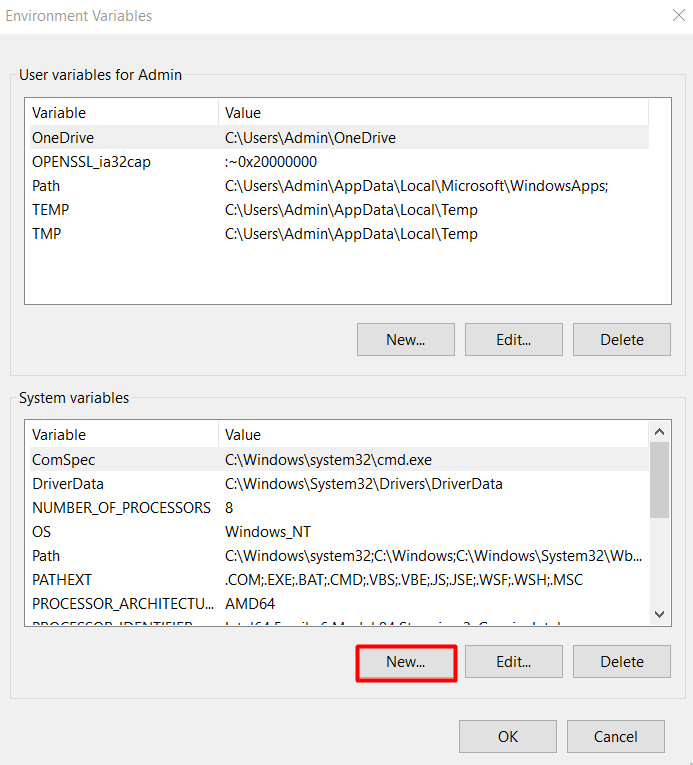 Environment Variables
User variables for Admin
Variable Value
OneDrive C:\Users\Admin\OneDrive
OPENSSL_ia32cap :~0x20000000
Path C:\Users\Admin\AppData\Local\Microsoft\WindowsApps;
TEMP C:\Users\Admin\AppData\Local\Temp
TMP C:\Users\Admin\AppData\Local\Temp
New... Edit... Delete
System variables
Variable Value
ComSpec C:\Windows\system32\cmd.exe
DriverData C:\Windows\System32\Drivers\DriverData
NUMBER_OF_PROCESSORS 8
OS Windows_NT
Path C:\Windows\system32;C:\Windows;C:\Windows\System32\Wb...
PATHEXT .COM;.EXE;.BAT;.CMD;.VBS;.VBE;.JS;.JSE;.WSF;.WSH;.MSC
PROCESSOR_ARCHITECTU... AMD64
New... Edit... Delete
OK Cancel